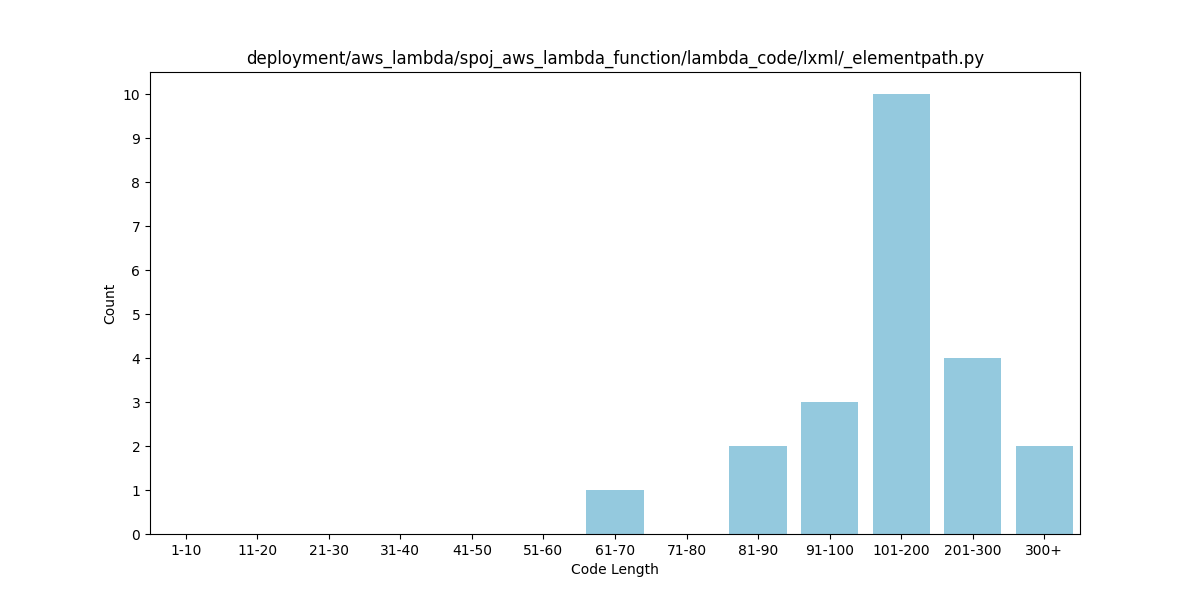 deployment/aws_lambda/spoj_aws_lambda_function/lambda_code/lxml/_elementpath.py
10
9
8
7
6
5
4
3
2
1
0
Count
1-10 11-20 21-30 31-40 41-50 51-60 61-70 71-80 81-90 91-100 101-200 201-300 300+
Code Length